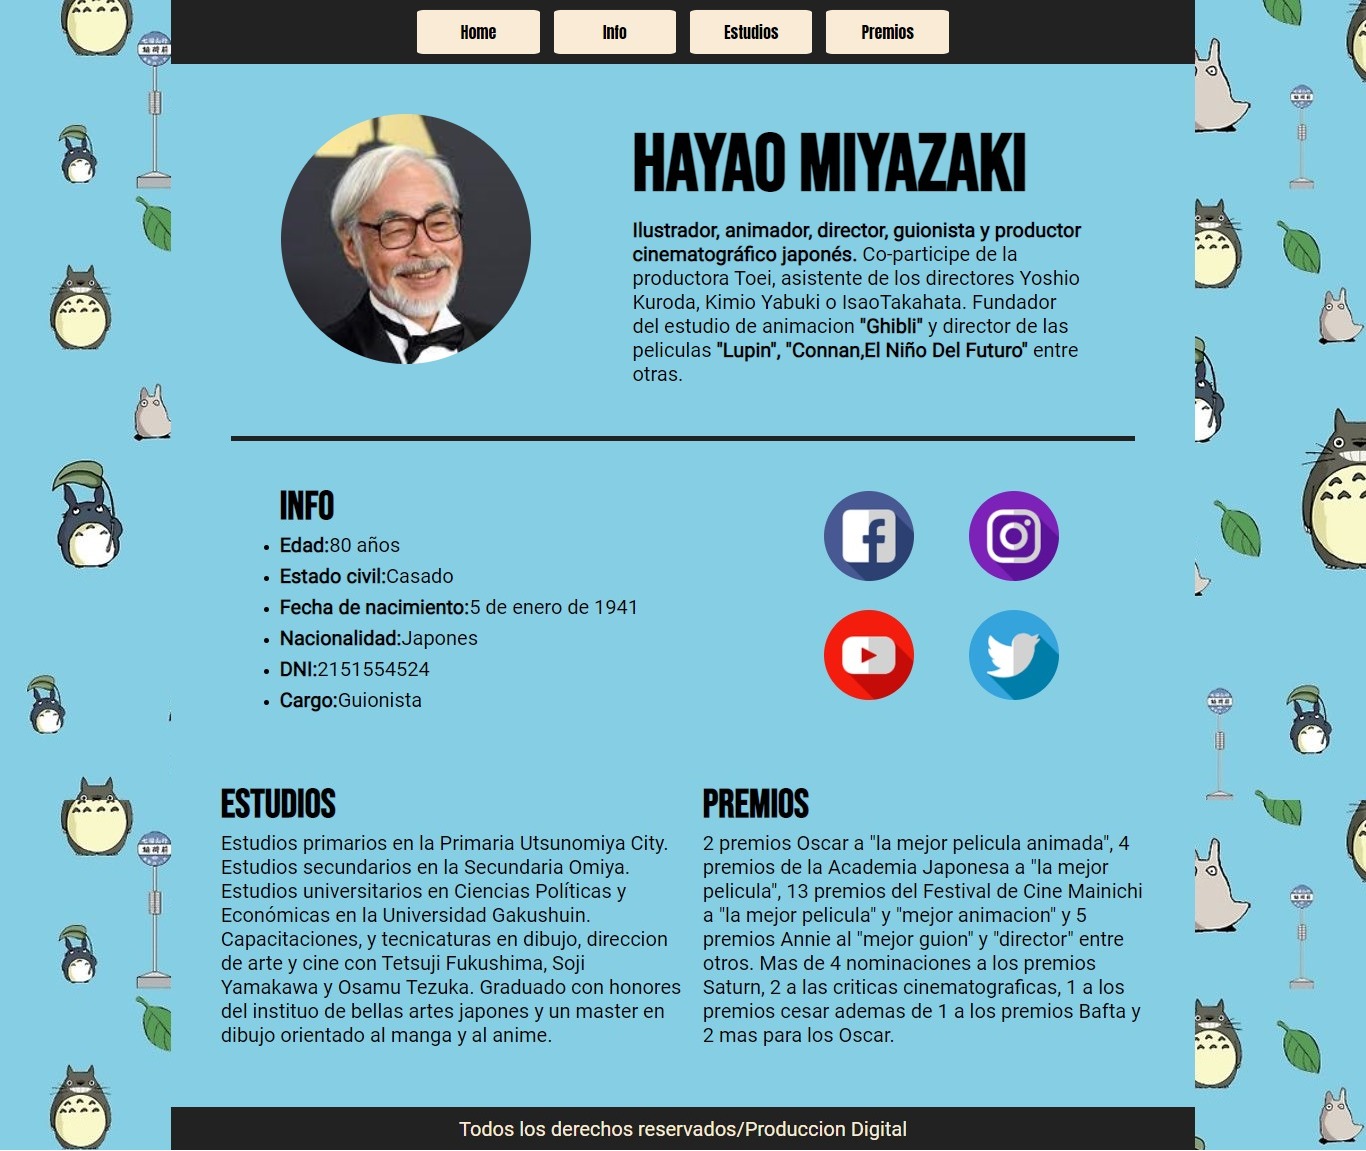 Home
Info
Estudios
Premios
HAYAO MIYAZAKI
Ilustrador, animador, director, guionista y productor
cinematográfico japonés. Co-participe de la
productora Toei, asistente de los directores Yoshio
Kuroda, Kimio Yabuki o IsaoTakahata. Fundador
del estudio de animacion "Ghibli" y director de las
peliculas "Lupin", "Connan,El Niño Del Futuro" entre
otras.
INFO
Edad:80 años
Estado civil:Casado
Fecha de nacimiento:5 de enero de 1941
Nacionalidad:Japones
DNI:2151554524
Cargo:Guionista
ESTUDIOS
Estudios primarios en la Primaria Utsunomiya City.
Estudios secundarios en la Secundaria Omiya.
Estudios universitarios en Ciencias Políticas y
Económicas en la Universidad Gakushuin.
Capacitaciones, y tecnicaturas en dibujo, direccion
de arte y cine con Tetsuji Fukushima, Soji
Yamakawa y Osamu Tezuka. Graduado con honores
del instituo de bellas artes japones y un master en
dibujo orientado al manga y al anime.
PREMIOS
2 premios Oscar a "la mejor pelicula animada", 4
premios de la Academia Japonesa a "la mejor
pelicula", 13 premios del Festival de Cine Mainichi
a "la mejor pelicula" y "mejor animacion" y 5
premios Annie al "mejor guion" y "director" entre
otros. Mas de 4 nominaciones a los premios
Saturn, 2 a las criticas cinematograficas, 1 a los
premios cesar ademas de 1 a los premios Bafta y
2 mas para los Oscar.
Todos los derechos reservados/Produccion Digital